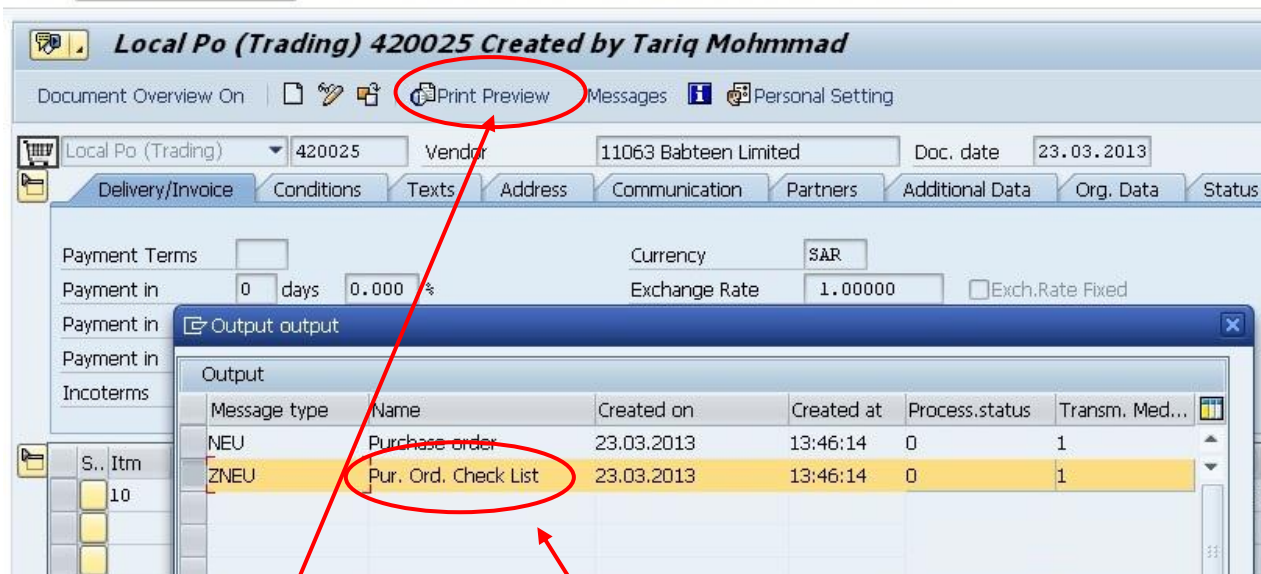 Local Po (Trading) 420025 Created by Tariq Mohmmad
Document Overview On Print Preview Messages Personal Setting
Local Po (Trading) 420025 Vendor 11063 Babteen Limited Doc. date 23.03.2013
Delivery/Invoice Conditions Texts Address Communication Partners Additional Data Org. Data Status
Payment Terms Currency SAR
Payment in 0 days 0.000 % Exchange Rate 1.00000 Exch.Rate Fixed
Payment in
Output output
Payment in
Output
Incoterms
Message type Name Created on Created at Process.status Transm. Med...
NEU Purchase order 23.03.2013 13:46:14 0 1
S.. Itm
ZNEU Pur. Ord. Check List 23.03.2013 13:46:14 0 1
10